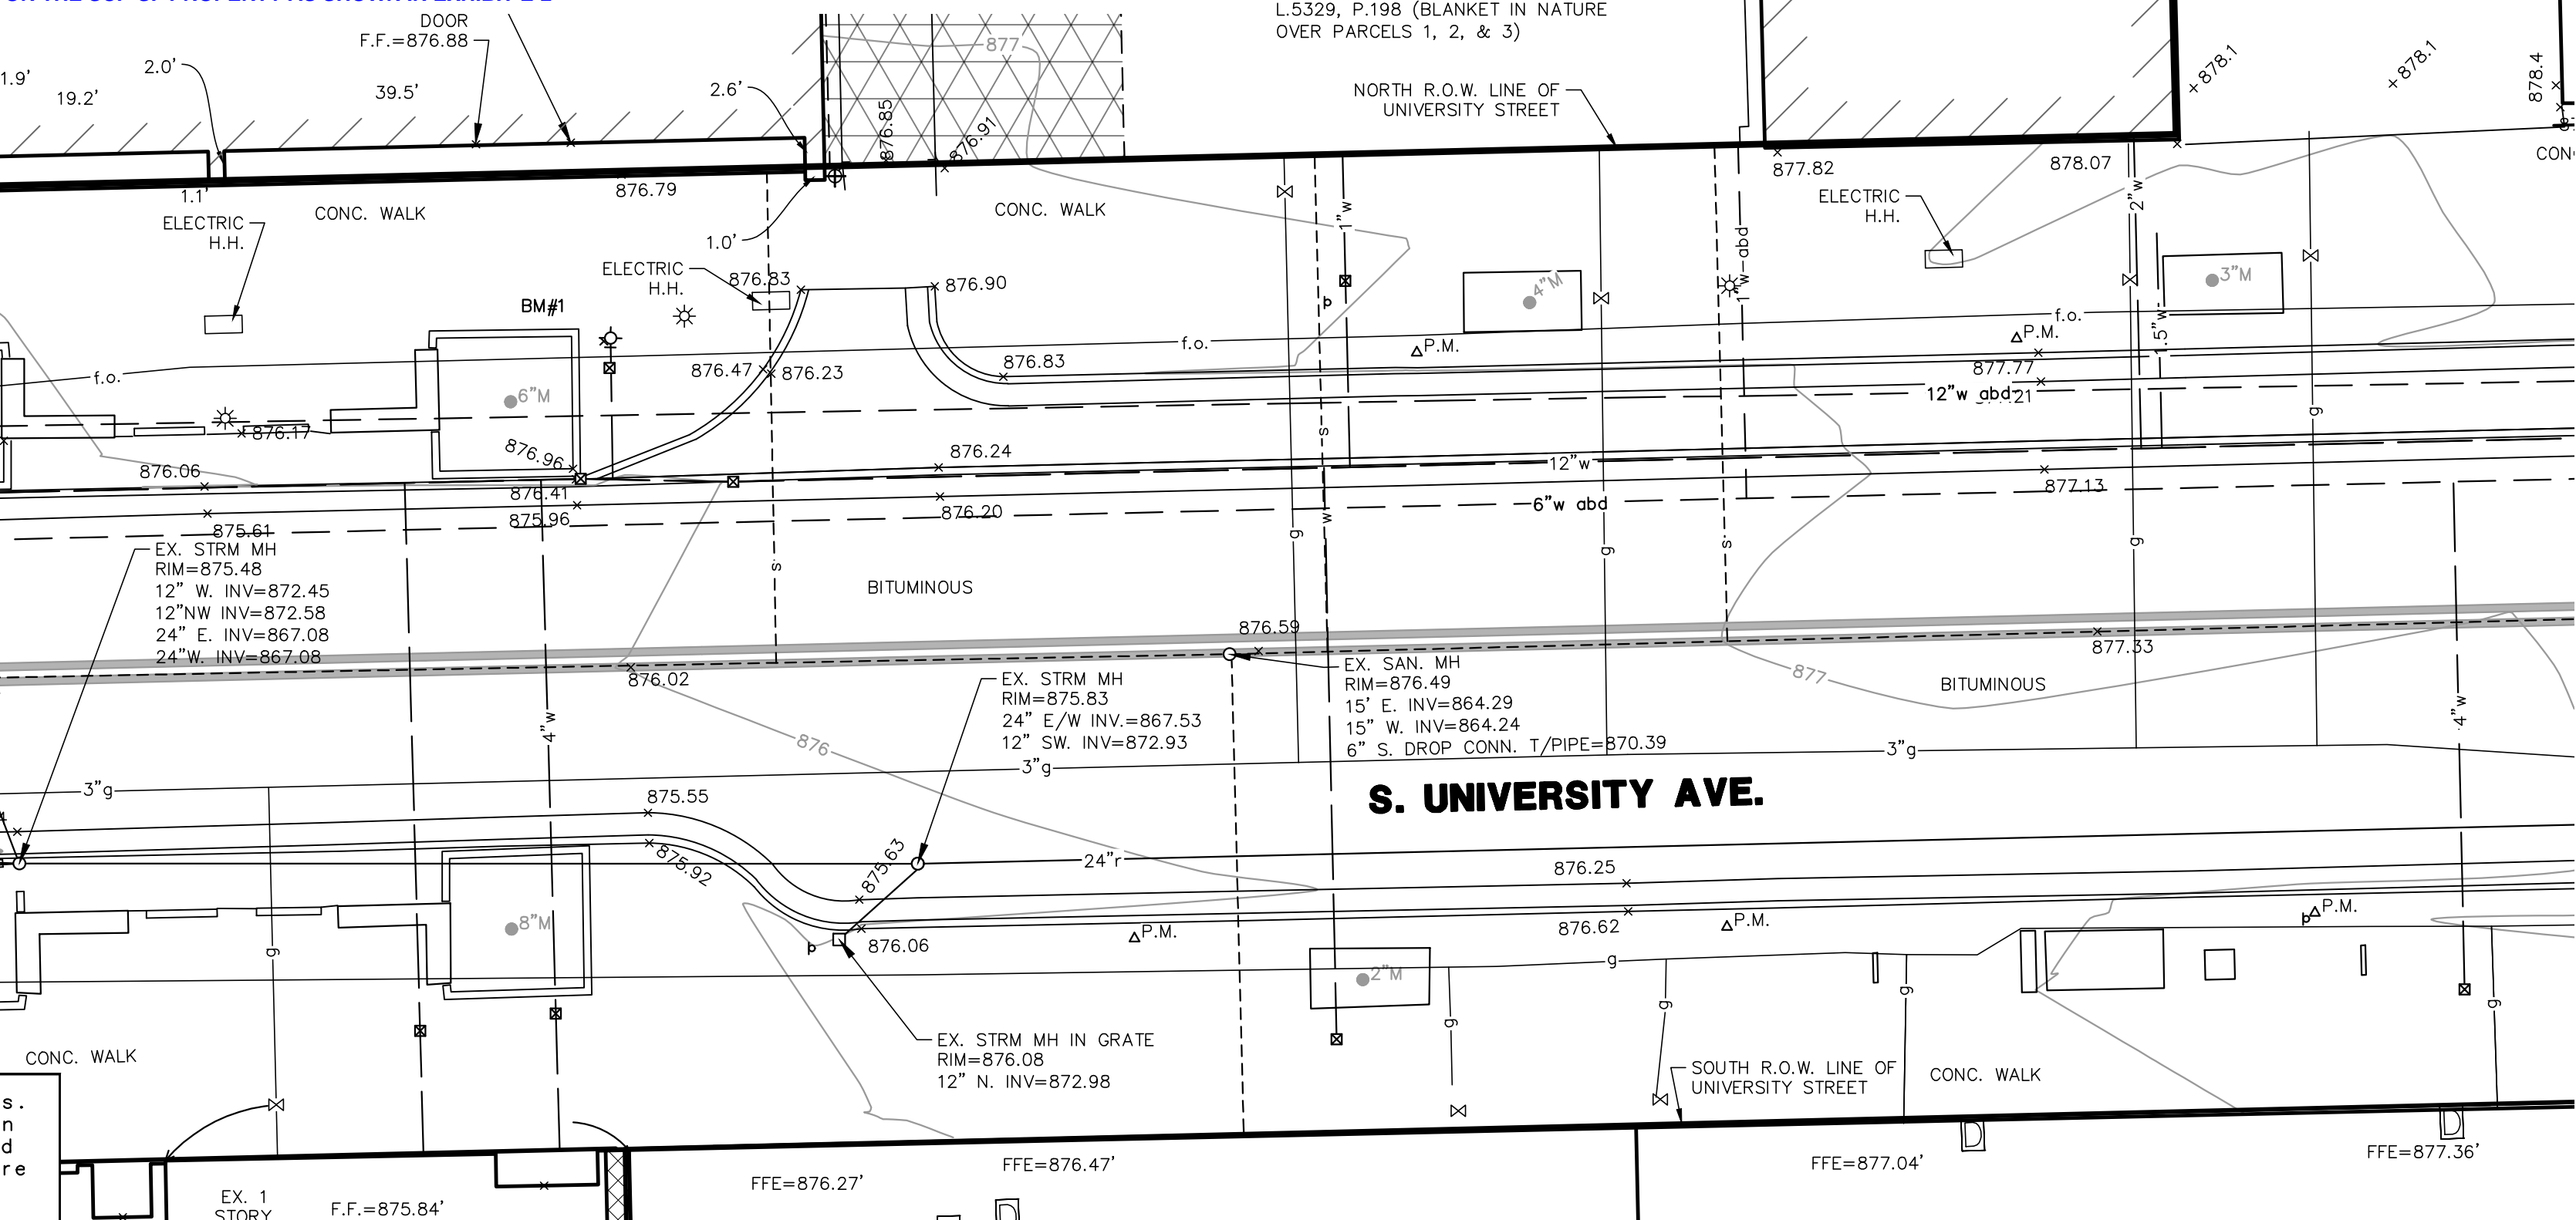 DOOR
F.F.=876.88
L.5329, P.198 (BLANKET IN NATURE
OVER PARCELS 1, 2, & 3)
877
1.9'
19.2'
2.0'
39.5'
2.6'
876.85
876.91
NORTH R.O.W. LINE OF
UNIVERSITY STREET
878.1
878.1
878.4
1.1'
876.79
877.82
878.07
CONC. WALK
CONC. WALK
ELECTRIC
H.H.
1.0'
1"w
1"w-abd
ELECTRIC
H.H.
2"w
ELECTRIC
H.H.
876.83
876.90
BM#1
4"M
3"M
p
f.o.
f.o.
f.o.
P.M.
P.M.
1.5"w
876.47
876.23
876.83
877.77
6"M
12"w abd
21
876.17
g
s
876.96
876.06
876.24
12"w
876.41
875.96
876.20
6"w abd
877.13
875.61
w
g
g
s
g
EX. STRM MH
RIM=875.48
12" W. INV=872.45
12"NW INV=872.58
24" E. INV=867.08
24"W. INV=867.08
s
BITUMINOUS
876.59
877.33
876.02
EX. STRM MH
RIM=875.83
24" E/W INV.=867.53
12" SW. INV=872.93
EX. SAN. MH
RIM=876.49
15' E. INV=864.29
15" W. INV=864.24
6" S. DROP CONN. T/PIPE=870.39
877
BITUMINOUS
4"w
4"w
876
3"g
3"g
3"g
S. UNIVERSITY AVE.
875.55
875.92
875.63
24"r
876.25
8"M
g
p
876.06
P.M.
876.62
P.M.
p
P.M.
2"M
g
g
g
g
g
EX. STRM MH IN GRATE
RIM=876.08
12" N. INV=872.98
CONC. WALK
SOUTH R.O.W. LINE OF
UNIVERSITY STREET
CONC. WALK
s.
n
d
re
EX. 1
STORY
F.F.=875.84'
FFE=876.27'
FFE=876.47'
FFE=877.04'
FFE=877.36'